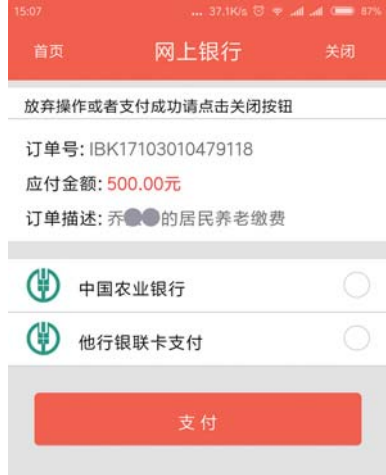 15:07 ... 37.1K/s 87%
首页 网上银行 关闭
放弃操作或者支付成功请点击关闭按钮
订单号: IBK17103010479118
应付金额: 500.00元
订单描述: 乔的居民养老缴费
中国农业银行
他行银联卡支付
支付